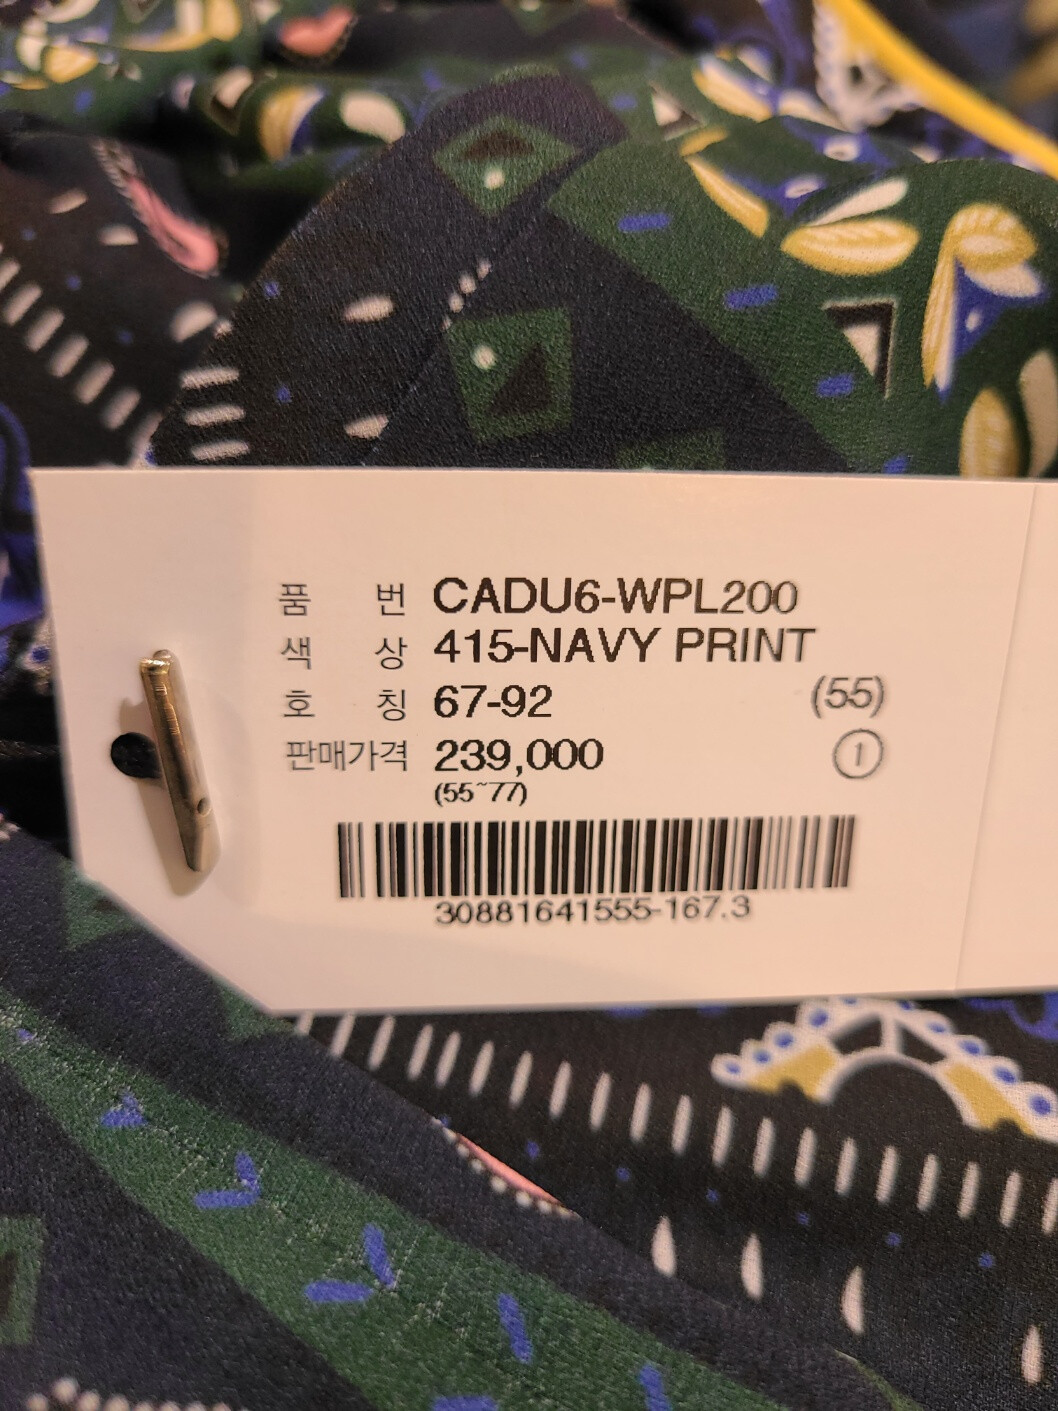 품 번 CADU6-WPL200
색 상 415-NAVY PRINT
호 칭 67-92 (55)
판매가격 239,000 ①
(55~77)
30881641555-167.3